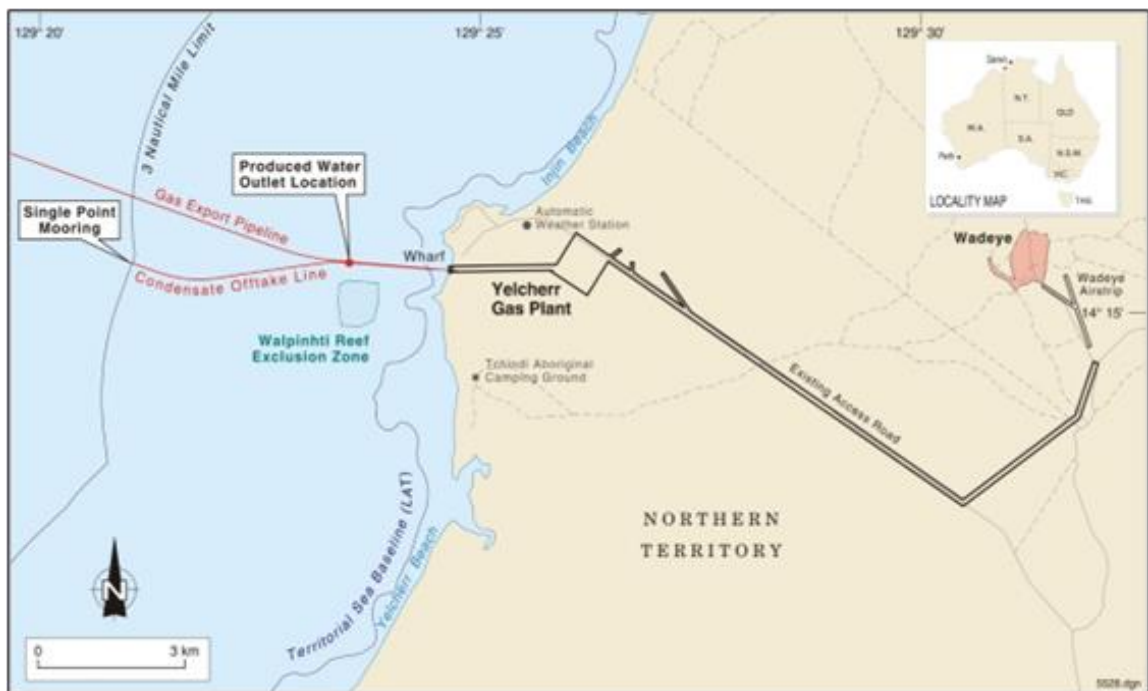 129° 20'
129° 25'
129° 30'
3 Nautical Mile Limit
Produced Water
Outlet Location
Single Point
Mooring
Gas Export Pipeline
Condensate Offtake Line
Walpinhti Reef
Exclusion Zone
Injin Beach
Automatic
Weather Station
Wharf
Yelcherr
Gas Plant
Tchindi Aboriginal
Camping Ground
Existing Access Road
Wadeye
Wadeye
Airstrip
14° 15'
NORTHERN
TERRITORY
Territorial Sea Baseline (LAT)
Yelcherr Beach
N
0
3 km
W.A.
N.T.
S.A.
QLD
N.S.W.
VIC.
TAS.
Perth
LOCALITY MAP
5528.dgn